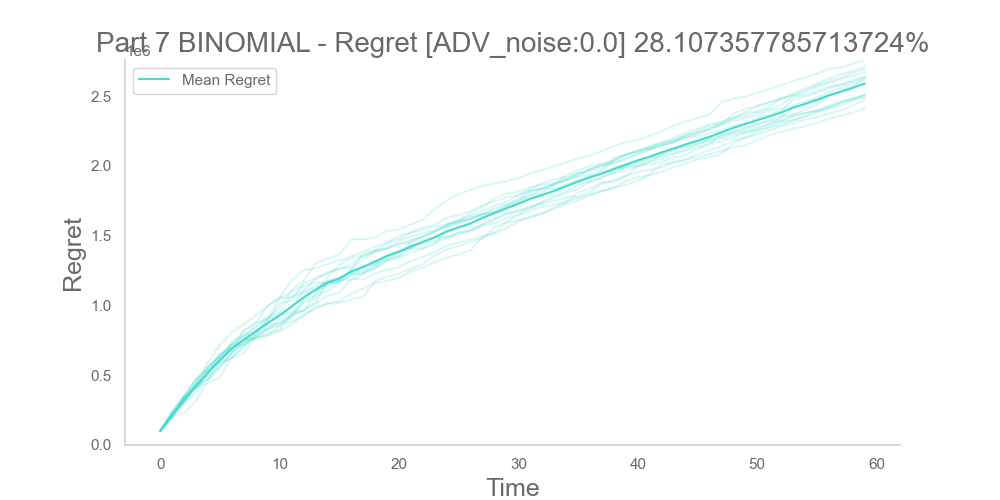 Part 7 BINOMIAL - Regret [ADV_noise:0.0] 28.107357785713724%
1e6
Mean Regret
2.5
2.0
1.5
1.0
0.5
0.0
Regret
0 10 20 30 40 50 60
Time